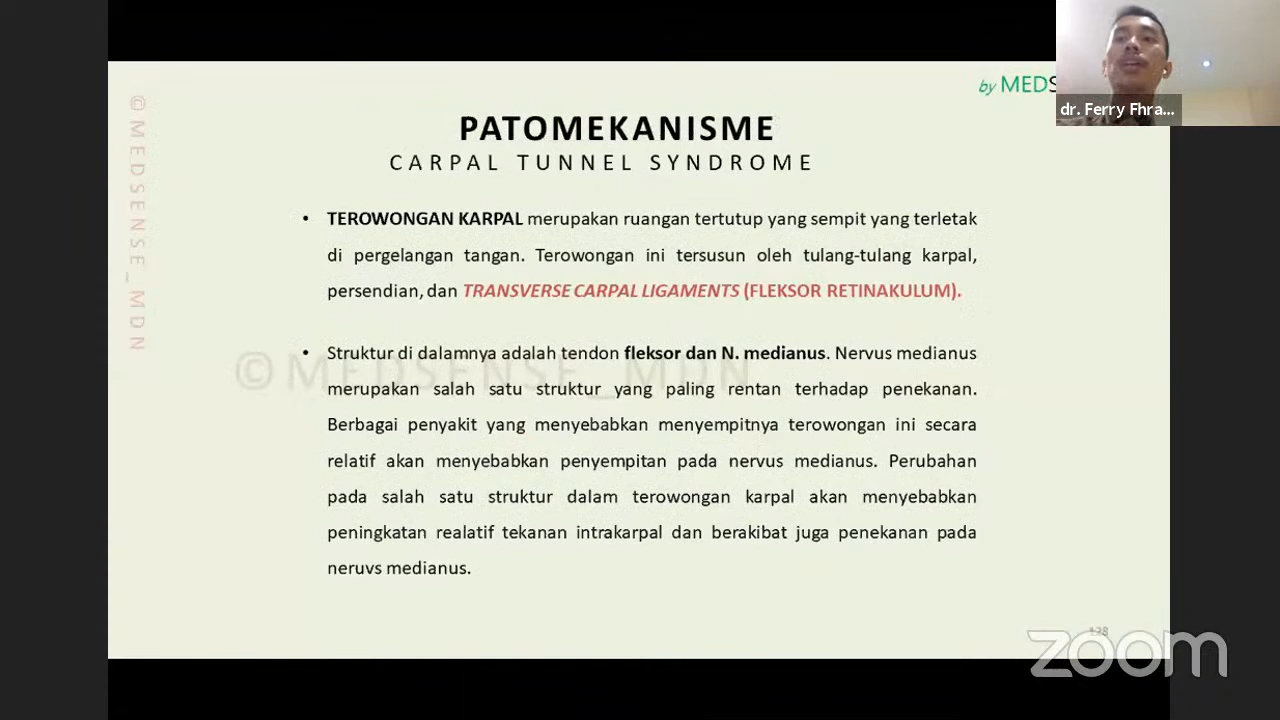 by MEDS
dr. Ferry Fhra...
©MEDSENSE_MDN
PATOMEKANISME
CARPAL TUNNEL SYNDROME
• TEROWONGAN KARPAL merupakan ruangan tertutup yang sempit yang terletak
di pergelangan tangan. Terowongan ini tersusun oleh tulang-tulang karpal,
persendian, dan TRANSVERSE CARPAL LIGAMENTS (FLEKSOR RETINAKULUM).
• Struktur di dalamnya adalah tendon fleksor dan N. medianus. Nervus medianus
©MEDSENSE_MDN
merupakan salah satu struktur yang paling rentan terhadap penekanan.
Berbagai penyakit yang menyebabkan menyempitnya terowongan ini secara
relatif akan menyebabkan penyempitan pada nervus medianus. Perubahan
pada salah satu struktur dalam terowongan karpal akan menyebabkan
peningkatan realatif tekanan intrakarpal dan berakibat juga penekanan pada
neruvs medianus.
128
zoom